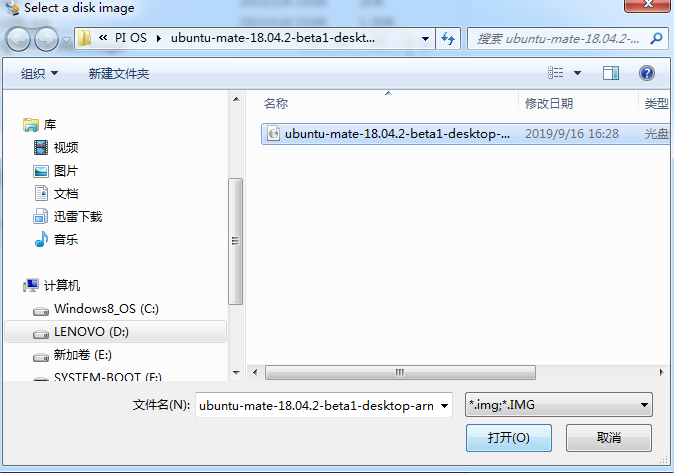 Select a disk image
« PI OS ubuntu-mate-18.04.2-beta1-deskt...
搜索 ubuntu-mate-18.04.2-...
组织 新建文件夹
名称 修改日期 类型
库
视频
图片
文档
迅雷下载
音乐
计算机
Windows8_OS (C:)
LENOVO (D:)
新加卷 (E:)
SYSTEM-BOOT (F:)
ubuntu-mate-18.04.2-beta1-desktop-... 2019/9/16 16:28 光盘
文件名(N): ubuntu-mate-18.04.2-beta1-desktop-arn
*.img;*.IMG
打开(O) 取消